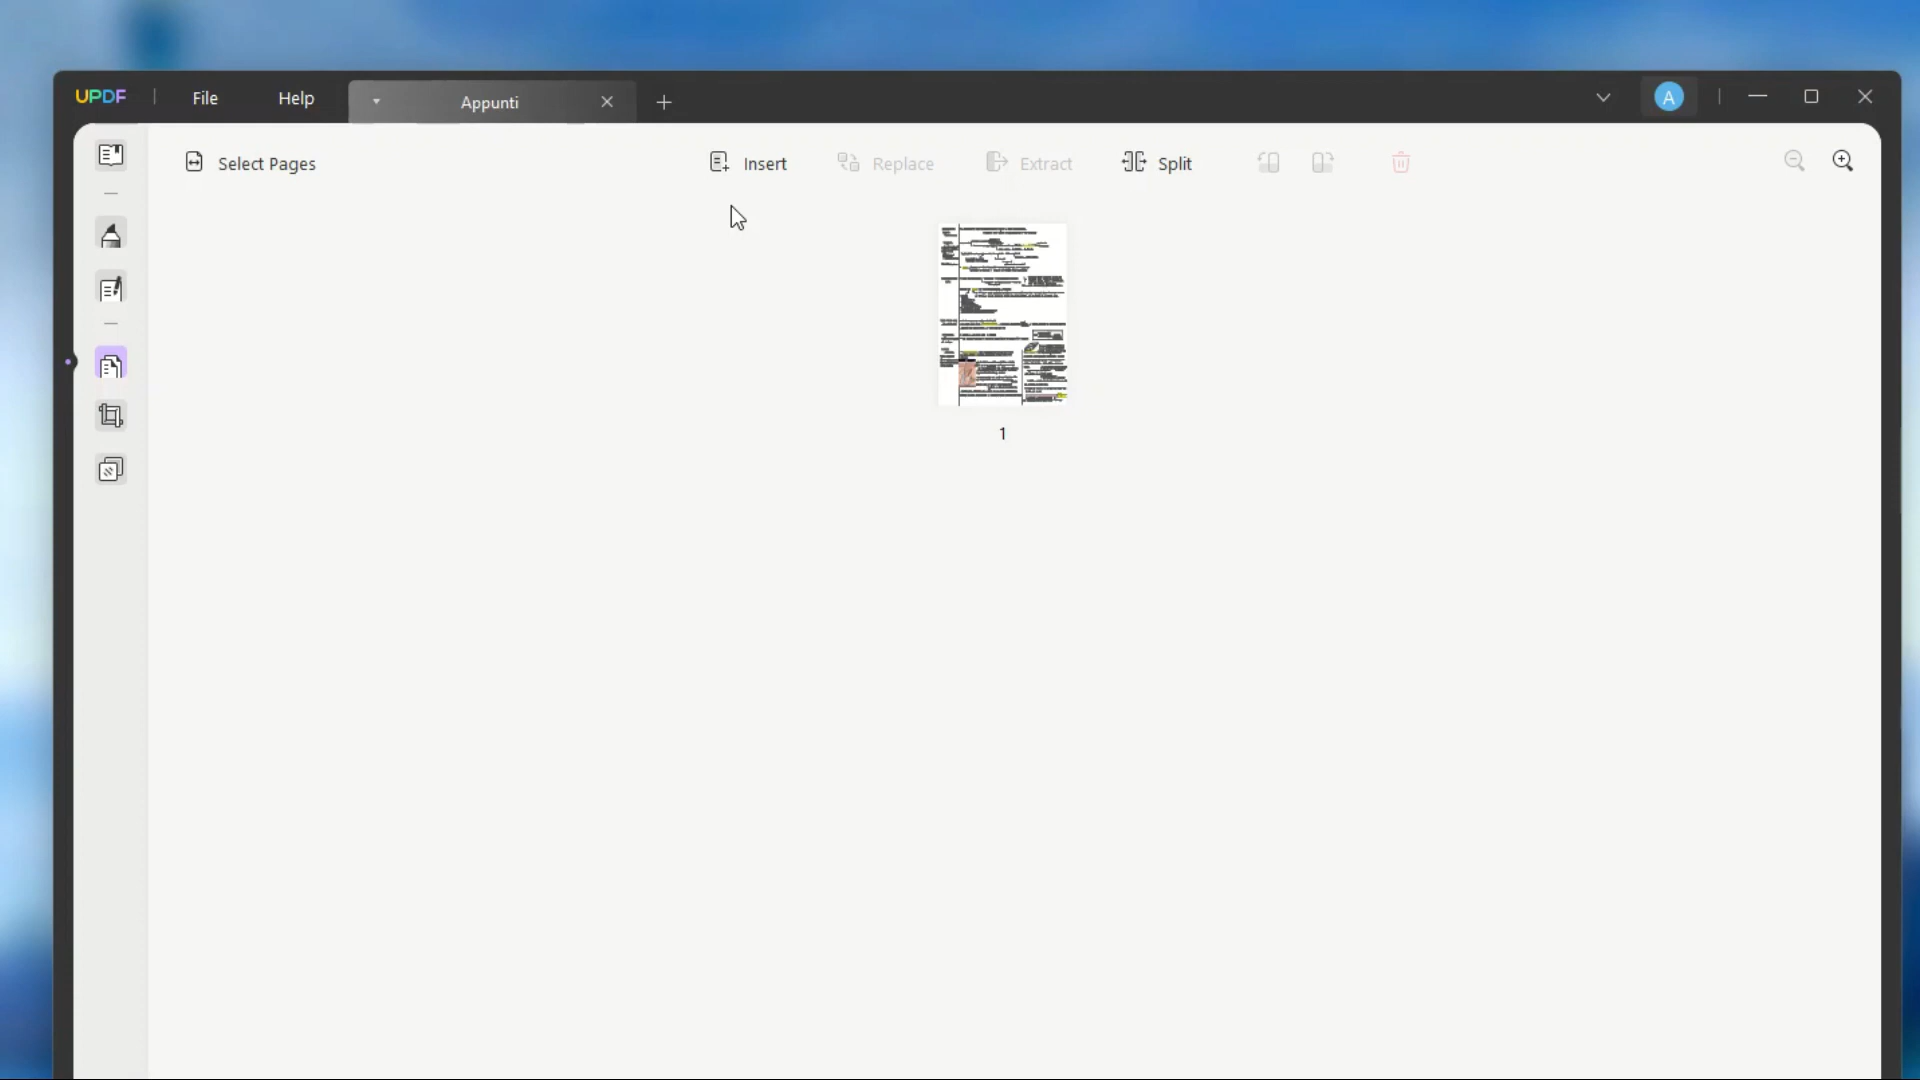 UPDF File Help Appunti
A
Select Pages Insert Replace Extract Split
1